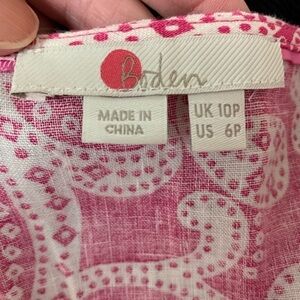 Boden
MADE IN
CHINA
UK 10P
US 6P